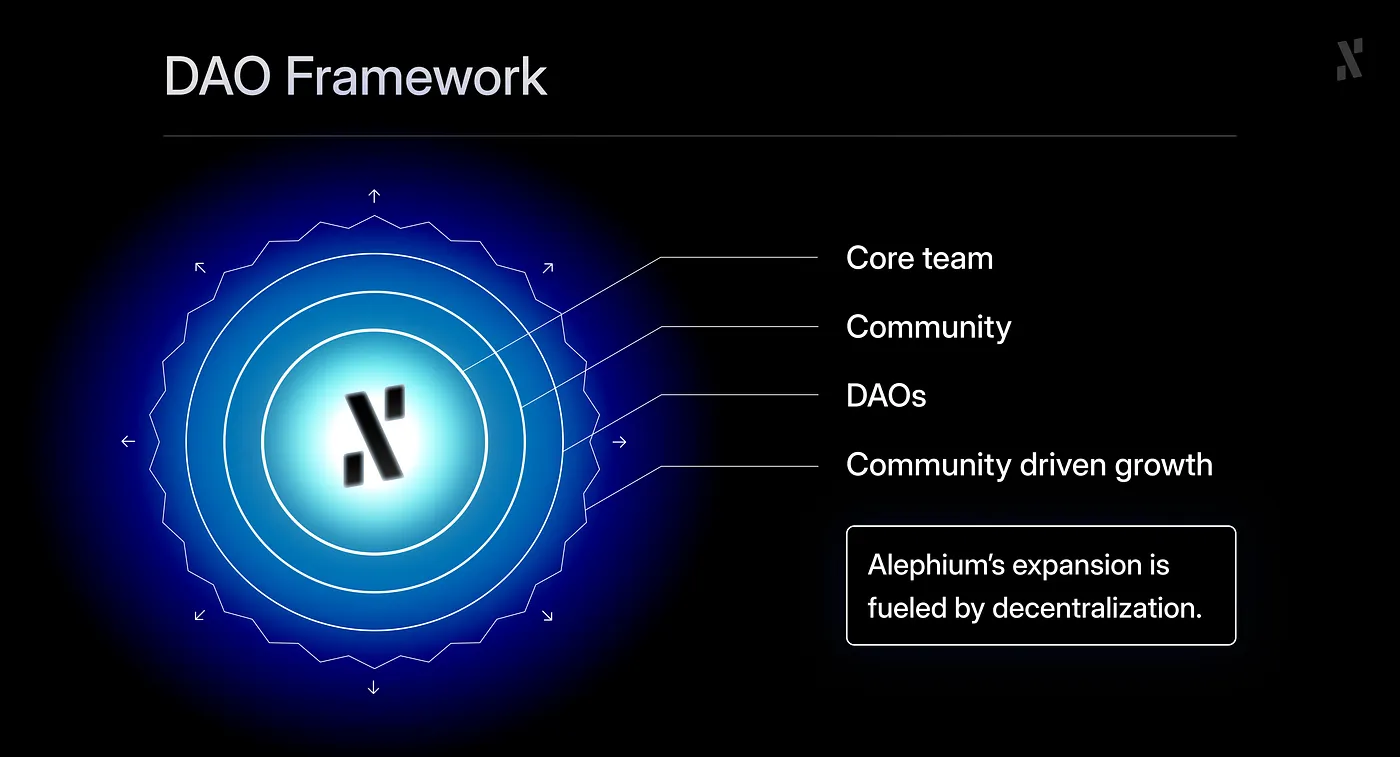 DAO Framework
Core team
Community
DAOs
Community driven growth
Alephium’s expansion is
fueled by decentralization.